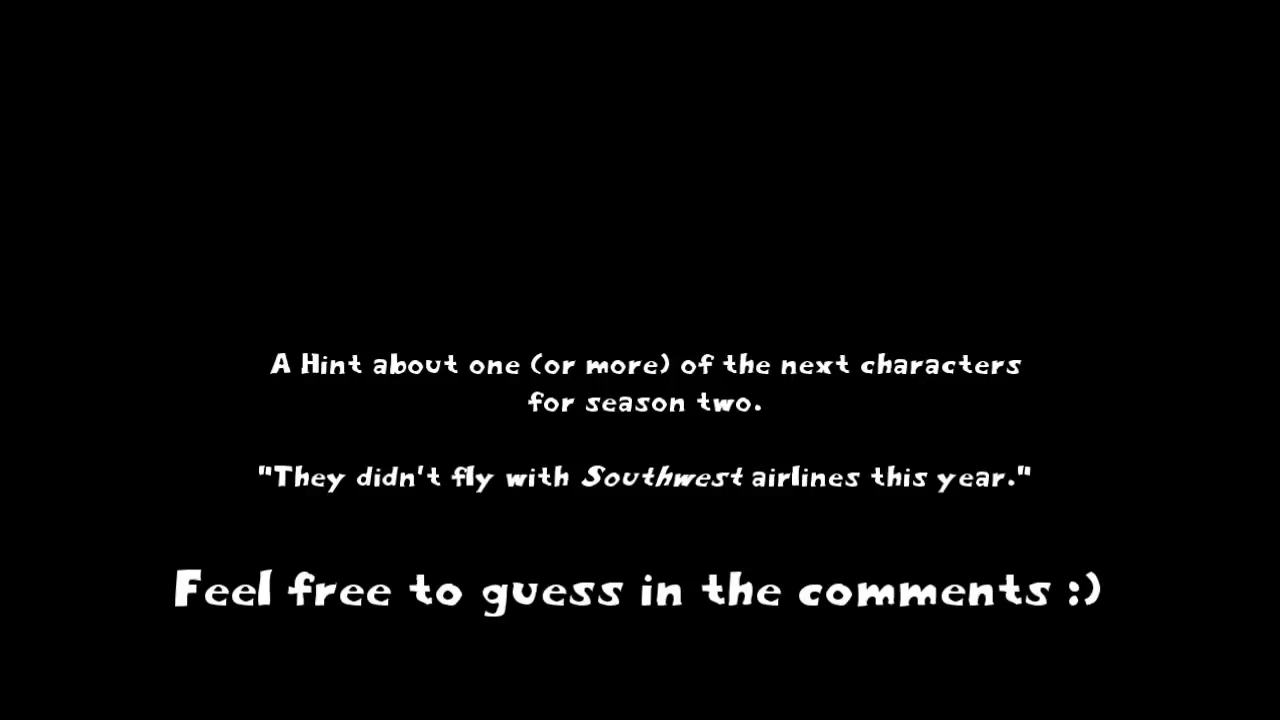 A Hint about one (or more) of the next characters
for season two.
"They didn't fly with Southwest airlines this year."
Feel free to guess in the comments :)